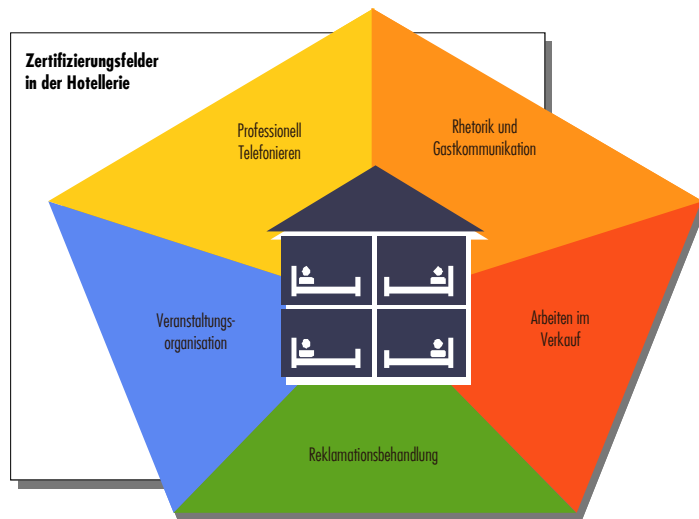 Zertifizierungsfelder
in der Hotellerie
Professionell
Telefonieren
Rhetorik und
Gastkommunikation
Veranstaltungs-
organisation
Arbeiten im
Verkauf
Reklamationsbehandlung